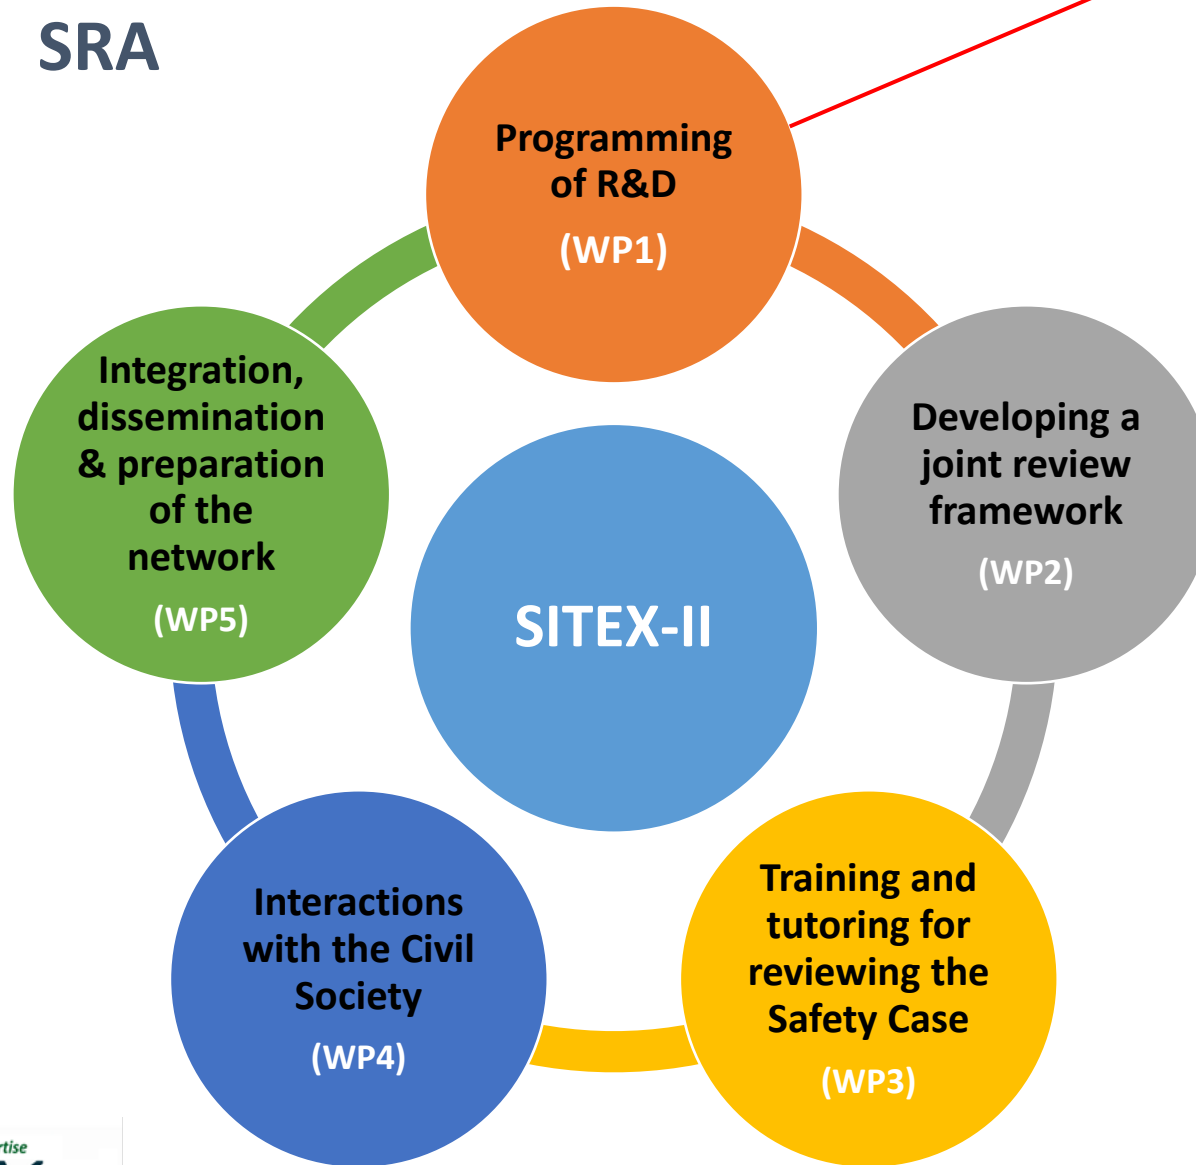 SRA
Programming
of R&D
(WP1)
Integration,
dissemination
& preparation
of the
network
(WP5)
Developing a
joint review
framework
(WP2)
SITEX-II
Interactions
with the Civil
Society
(WP4)
Training and
tutoring for
reviewing the
Safety Case
(WP3)